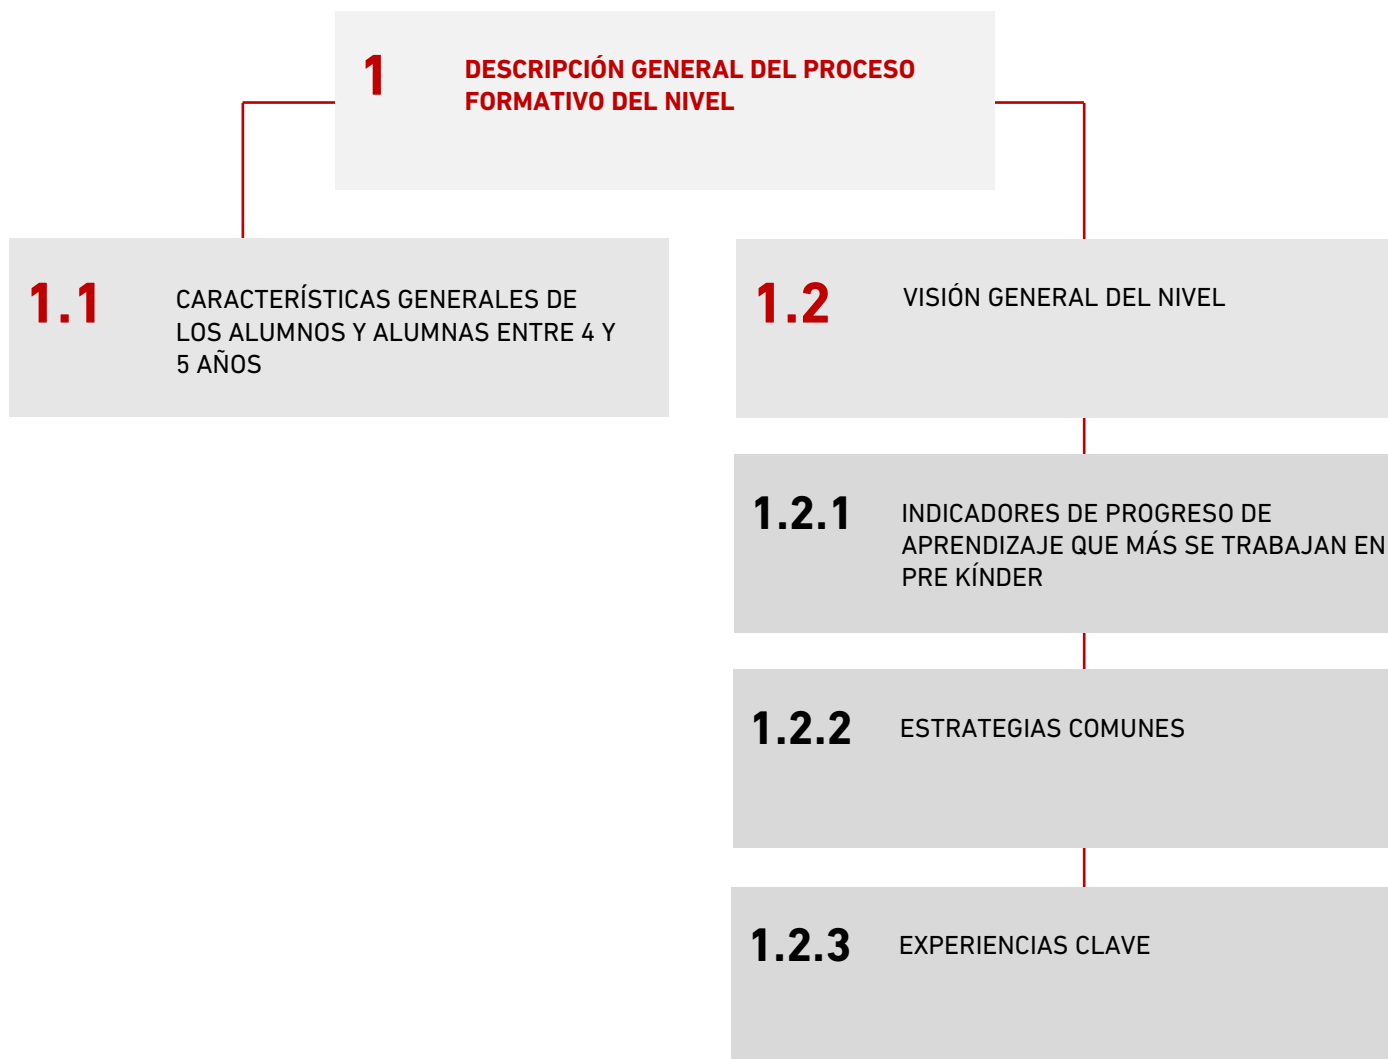 1
DESCRIPCIÓN GENERAL DEL PROCESO
FORMATIVO DEL NIVEL
1.1
CARACTERÍSTICAS GENERALES DE
LOS ALUMNOS Y ALUMNAS ENTRE 4 Y
5 AÑOS
1.2
VISIÓN GENERAL DEL NIVEL
1.2.1
INDICADORES DE PROGRESO DE
APRENDIZAJE QUE MÁS SE TRABAJAN EN
PRE KÍNDER
1.2.2
ESTRATEGIAS COMUNES
1.2.3
EXPERIENCIAS CLAVE